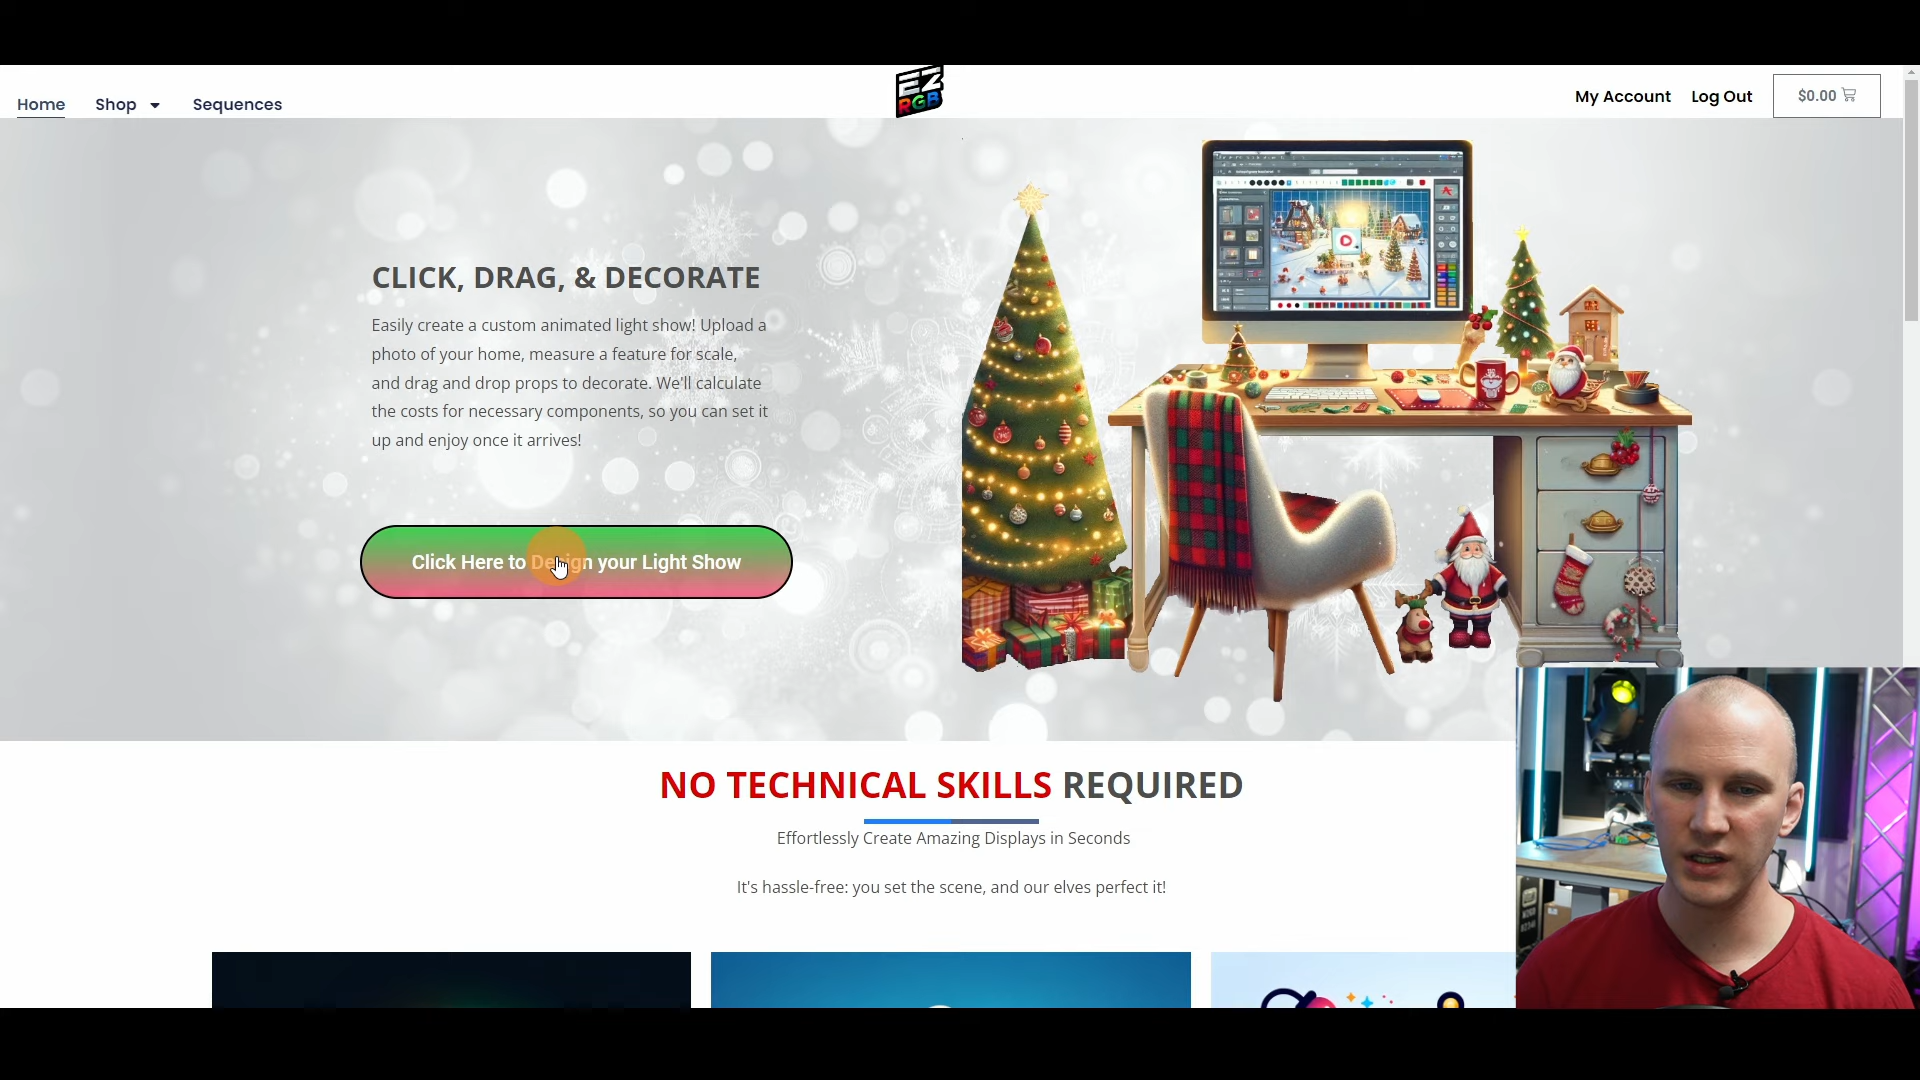 Home
Shop
Sequences
EZ
RGB
My Account
Log Out
$0.00
CLICK, DRAG, & DECORATE
Easily create a custom animated light show! Upload a
photo of your home, measure a feature for scale,
and drag and drop props to decorate. We'll calculate
the costs for necessary components, so you can set it
up and enjoy once it arrives!
Click Here to Design your Light Show
NO TECHNICAL SKILLS REQUIRED
Effortlessly Create Amazing Displays in Seconds
It's hassle-free: you set the scene, and our elves perfect it!